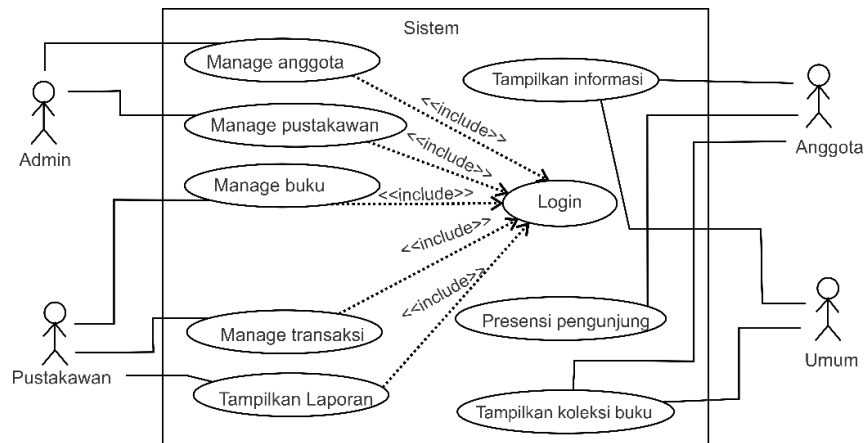 Sistem
Manage anggota
Tampilkan informasi
<<include>>
Admin
Manage pustakawan
<<include>>
Anggota
Manage buku
<<include>>
Login
<<include>>
<<include>>
Manage transaksi
Presensi pengunjung
Umum
Pustakawan
Tampilkan Laporan
Tampilkan koleksi buku